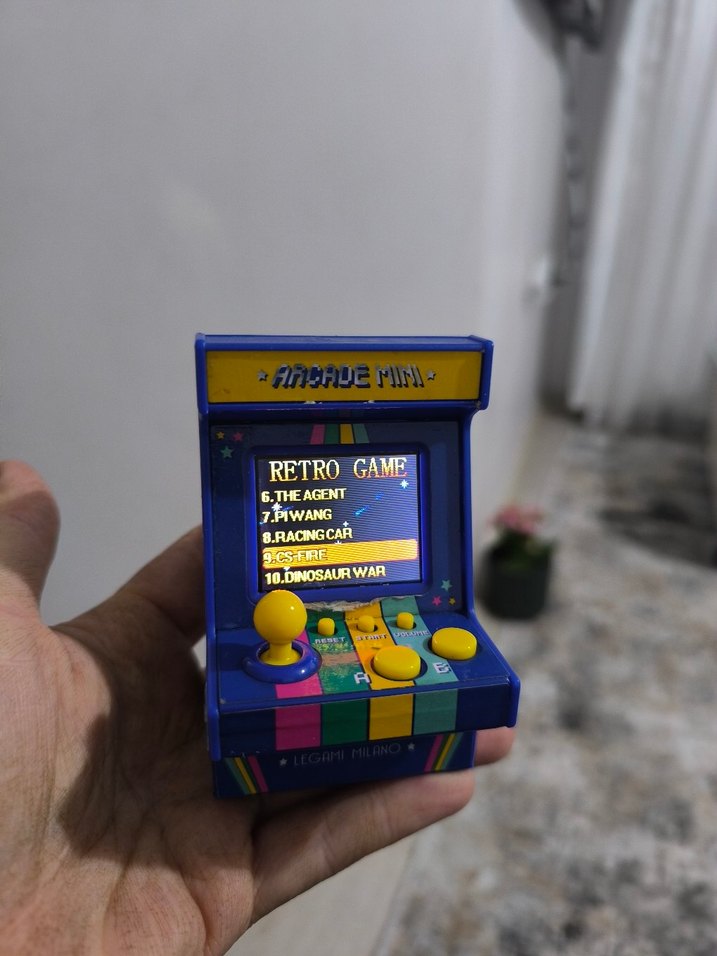 ARCADE MINI
RETRO GAME
6.THE AGENT
7.PI WANG
8.RACING CAR
9.CS-FIRE
10.DINOSAUR WAR
RESET START VOLUME
A B
LEGAMI MILANO